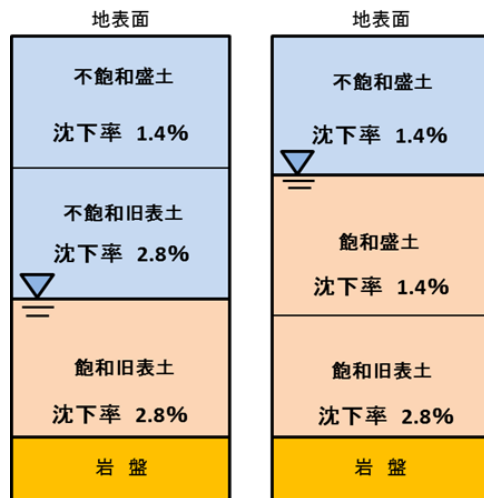 地表面
不飽和盛土
沈下率 1.4%
不飽和旧表土
沈下率 2.8%
飽和旧表土
沈下率 2.8%
岩 盤
地表面
不飽和盛土
沈下率 1.4%
飽和盛土
沈下率 1.4%
飽和旧表土
沈下率 2.8%
岩 盤